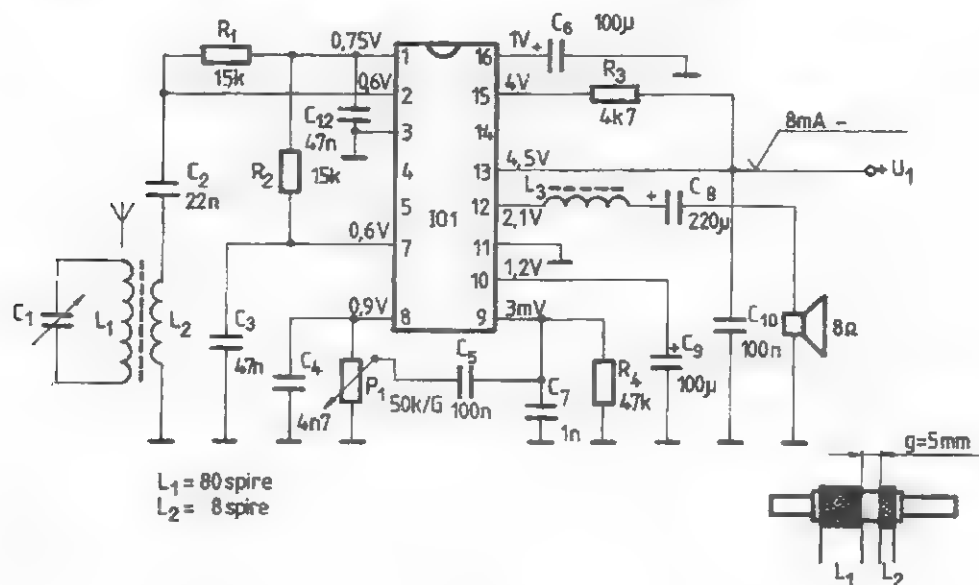 R1
15k
0,75V
1
16
1V
+
C6
100µ
0,6V
2
15
4V
R3
4k7
C12
47n
3
14
8mA
C2
22n
R2
15k
4
13
4,5V
+ U1
5
IO1
12
2,1V
L3
+
C8
220µ
0,6V
7
11
10
1,2V
C1
L1
L2
C3
47n
0,9V
8
9
3mV
C10
100n
8Ω
C4
4n7
P1
50k/G
C5
100n
C7
1n
R4
47k
+
C9
100µ
L1 = 80 spire
L2 = 8 spire
g=5mm
L1
L2